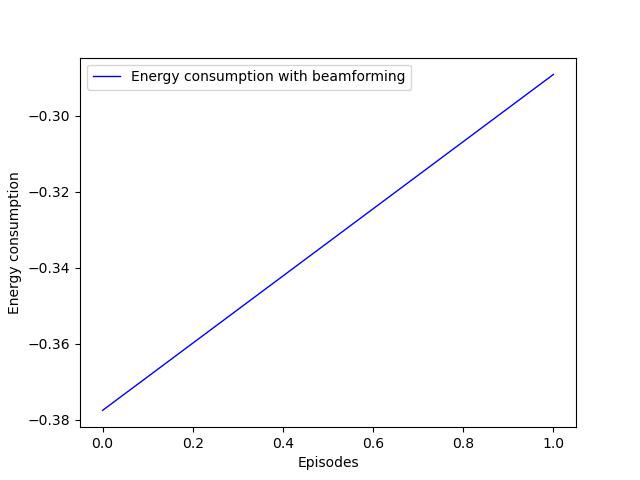 Energy consumption with beamforming
Energy consumption
−0.30
−0.32
−0.34
−0.36
−0.38
0.0 0.2 0.4 0.6 0.8 1.0
Episodes